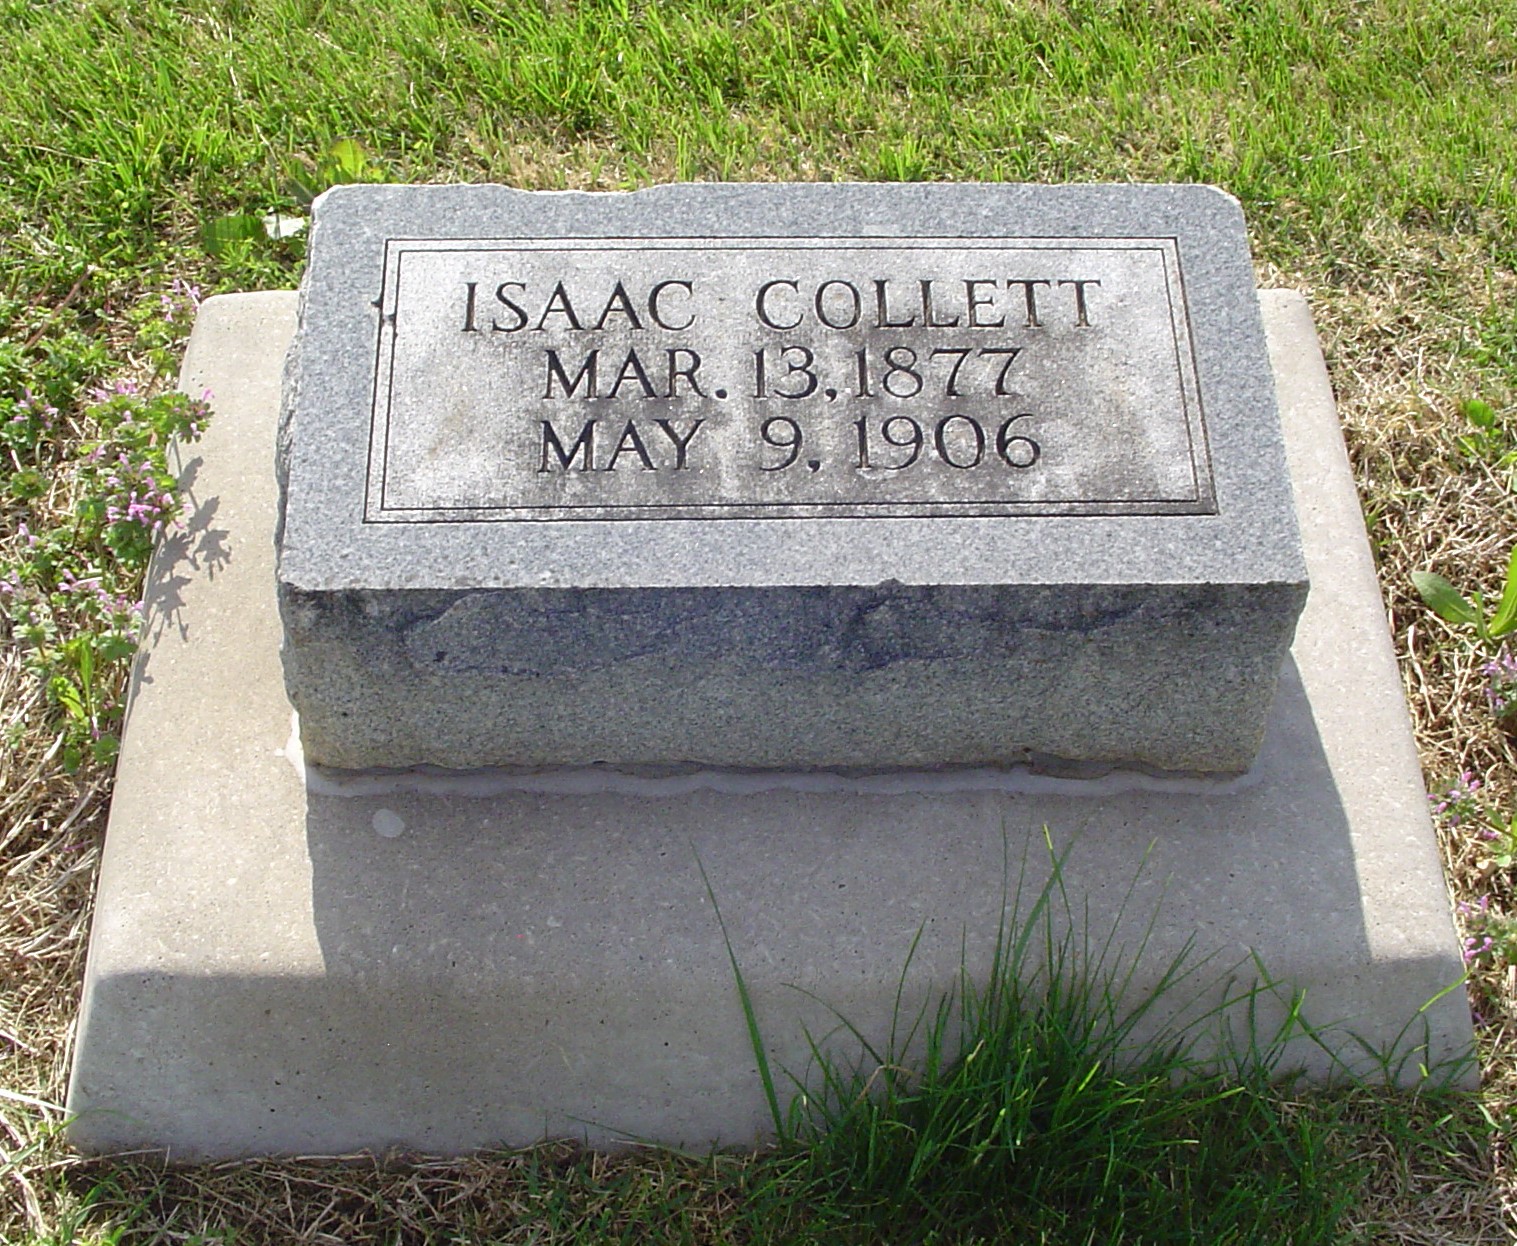 ISAAC COLLETT
MAR. 13, 1877
MAY 9, 1906